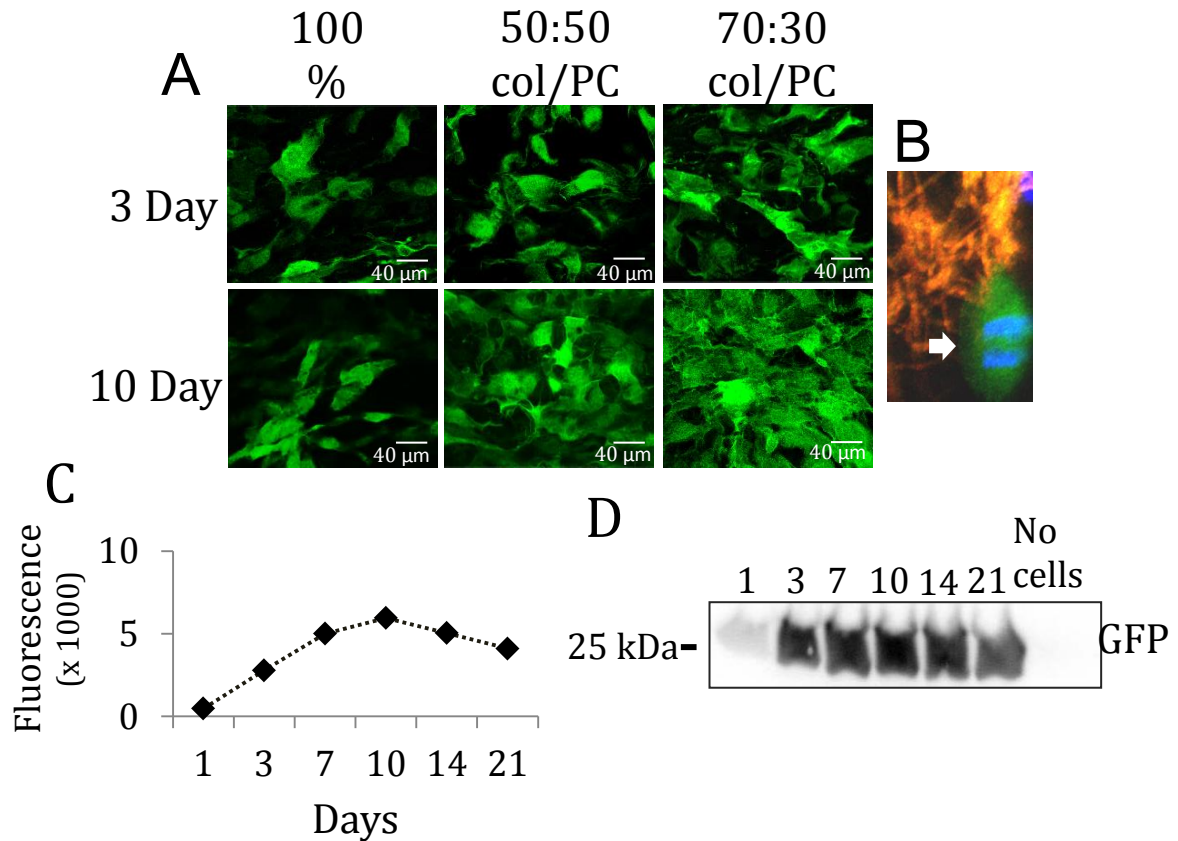 A
100
%
50:50
col/PC
70:30
col/PC
3 Day
40 µm
40 µm
40 µm
B
10 Day
40 µm
40 µm
40 µm
C
Fluorescence
(x 1000)
10
5
0
1 3 7 10 14 21
Days
D
1 3 7 10 14 21
No
cells
25 kDa-
GFP